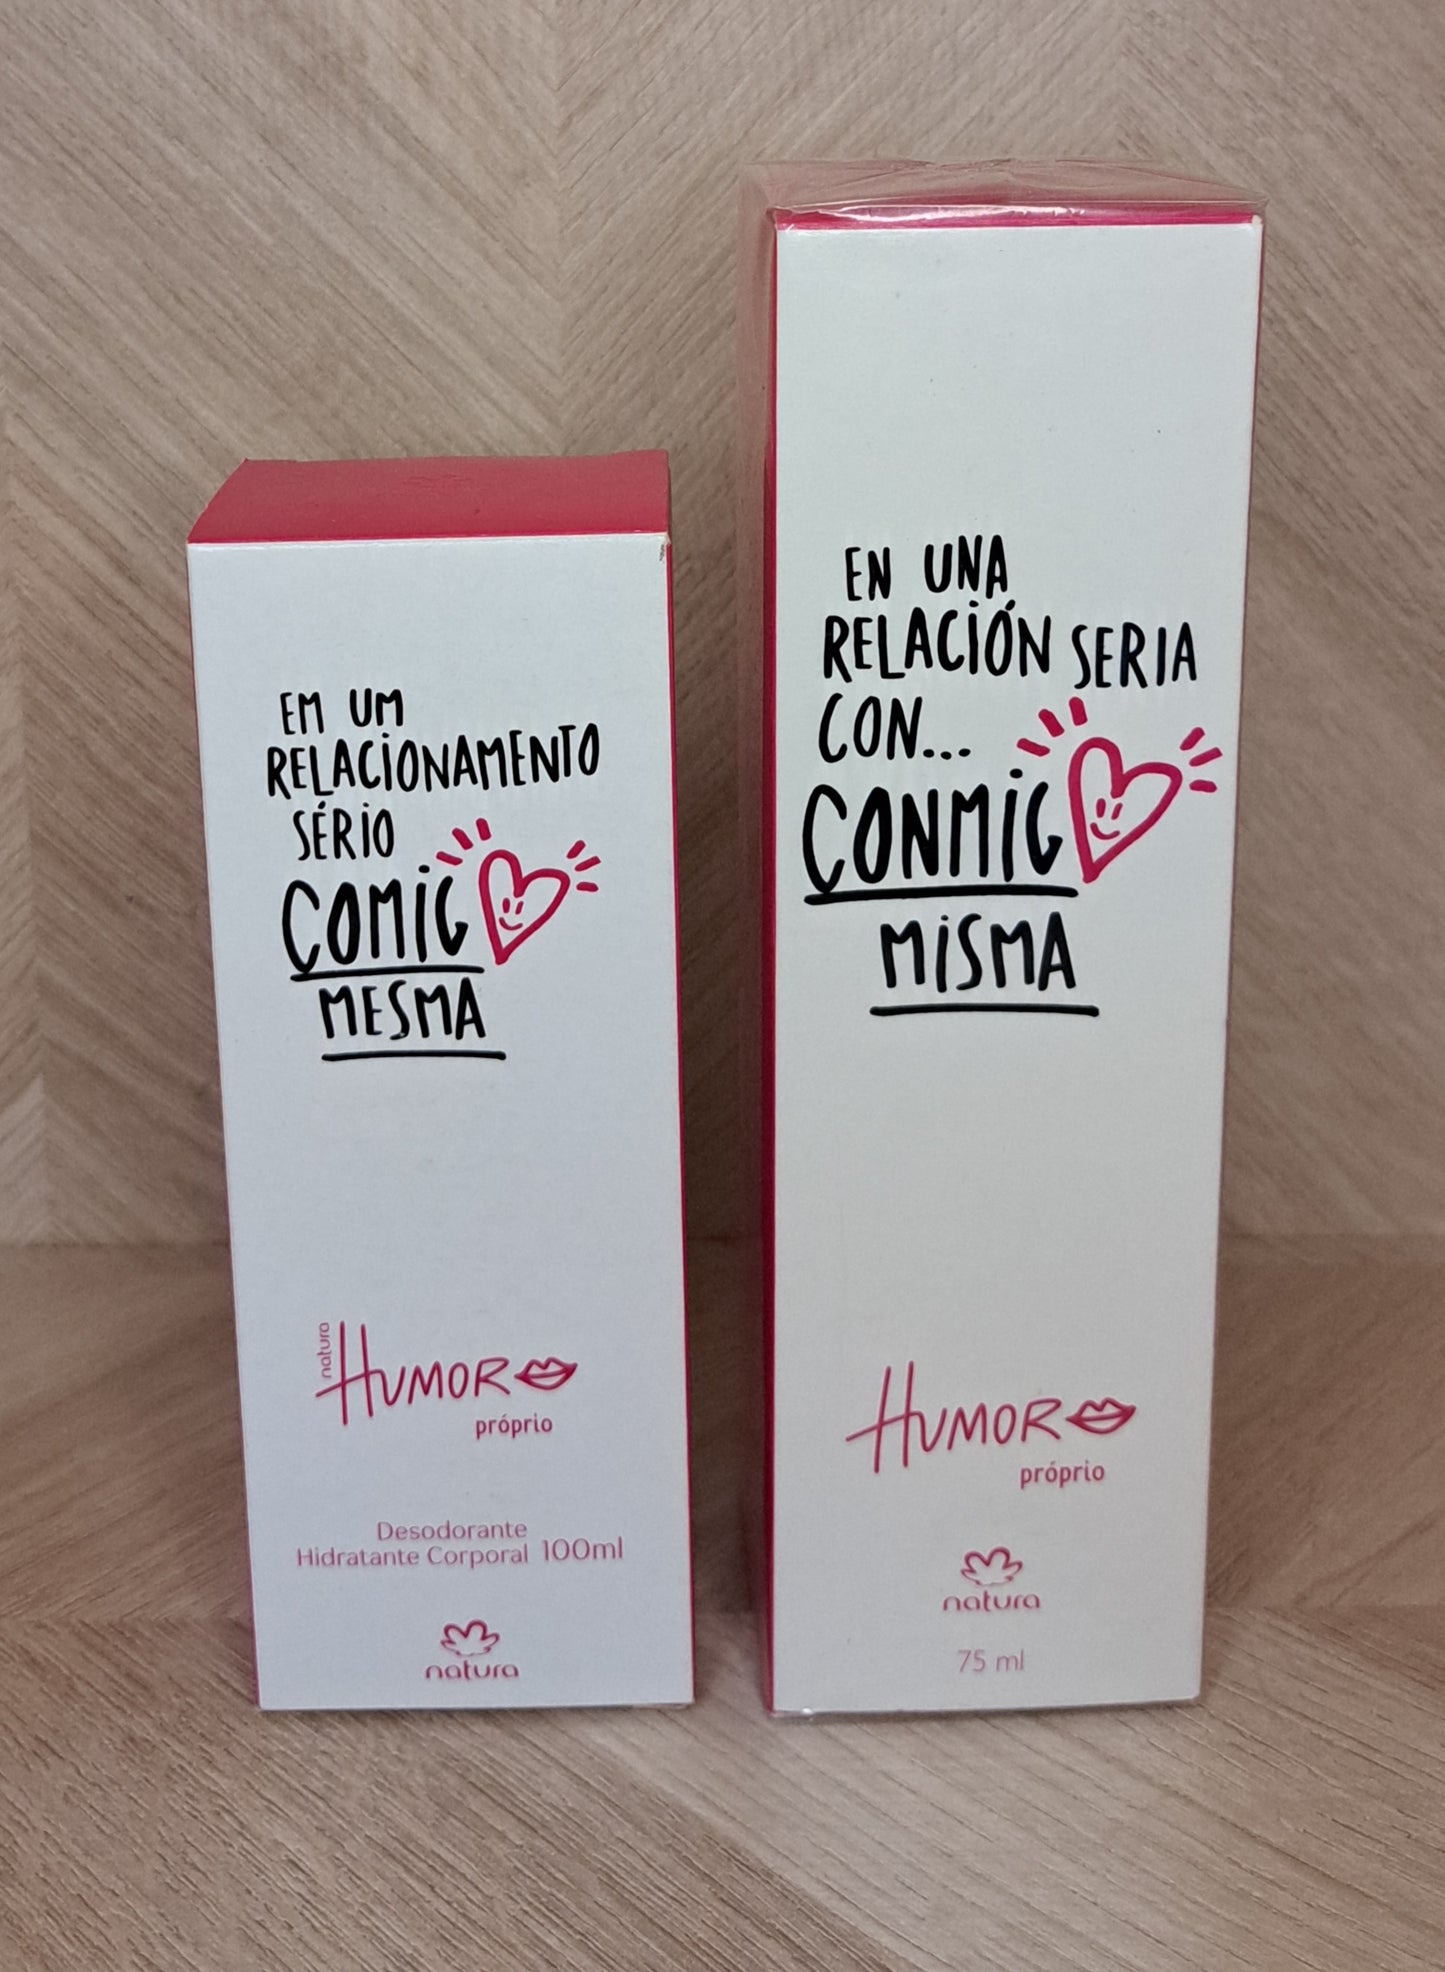 EM UM
RELACIONAMENTO
SÉRIO
COMIG
MESMA
natura
HUMOR
próprio
Desodorante
Hidratante Corporal 100ml
natura
EN UNA
RELACIÓN SERIA
CON...
CONMIG
MISMA
HUMOR
próprio
natura
75 ml